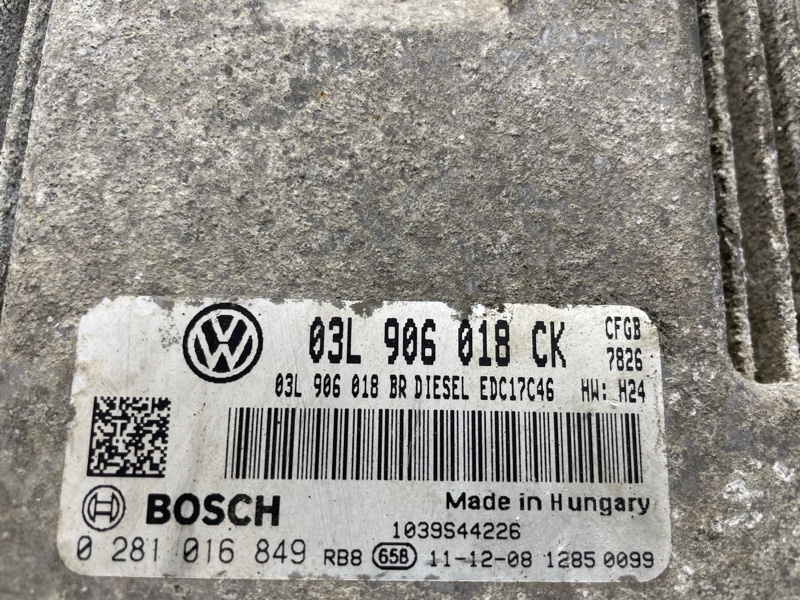 03L 906 018 CK CFGB
7826
03L 906 018 BR DIESEL EDC17C46 HW: H24
BOSCH Made in Hungary
1039S44226
0 281 016 849 RB8 65B 11-12-08 1285 0099